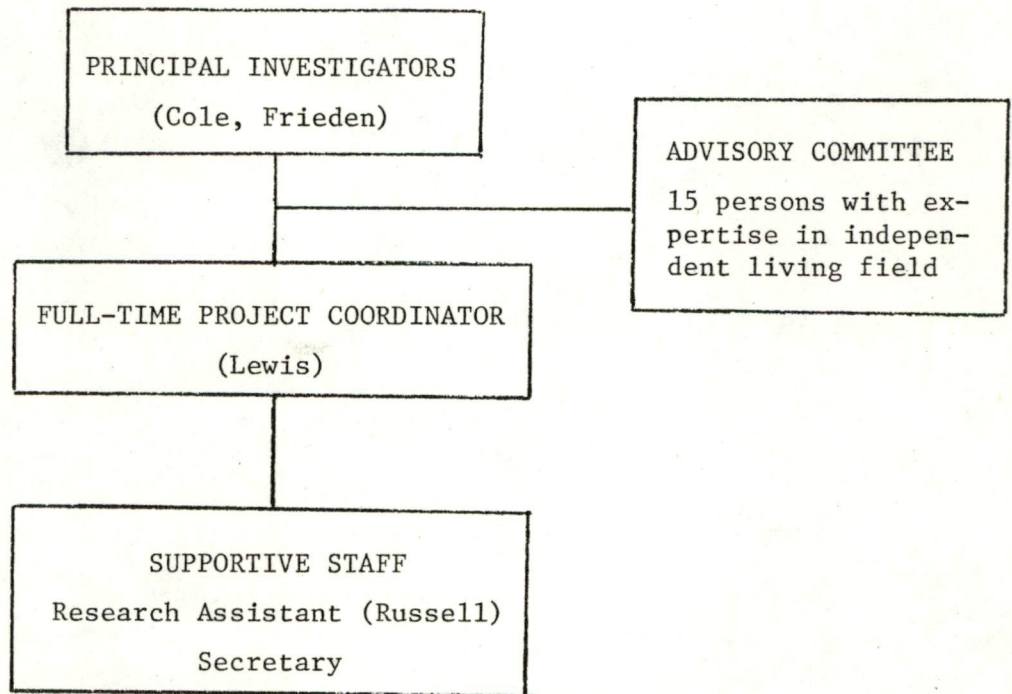 PRINCIPAL INVESTIGATORS
(Cole, Frieden)
ADVISORY COMMITTEE
15 persons with ex-
pertise in indepen-
dent living field
FULL-TIME PROJECT COORDINATOR
(Lewis)
SUPPORTIVE STAFF
Research Assistant (Russell)
Secretary